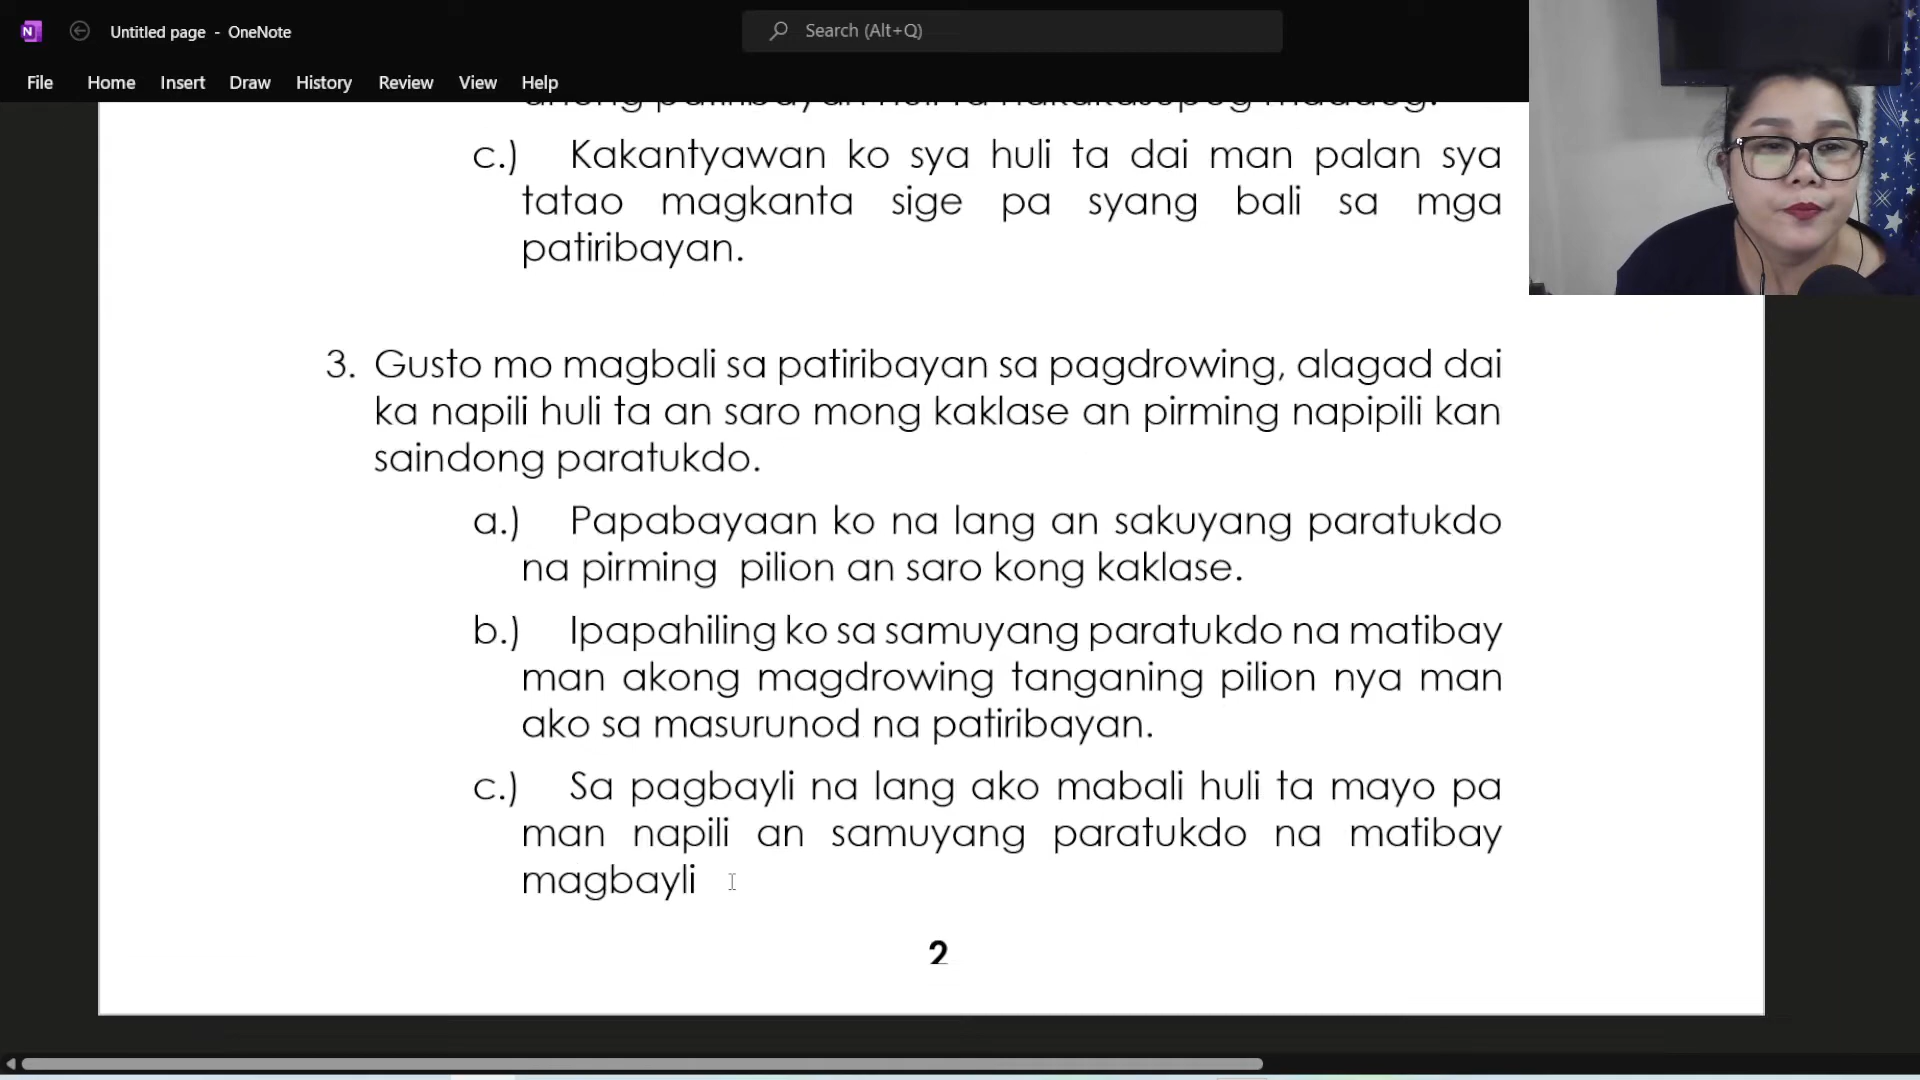 Untitled page - OneNote
Search (Alt+Q)
File Home Insert Draw History Review View Help
c.) Kakantyawan ko sya huli ta dai man palan sya
tatao magkanta sige pa syang bali sa mga
patiribayan.
3. Gusto mo magbali sa patiribayan sa pagdrowing, alagad dai
ka napili huli ta an saro mong kaklase an pirming napipili kan
saindong paratukdo.
a.) Papabayaan ko na lang an sakuyang paratukdo
na pirming pilion an saro kong kaklase.
b.) Ipapahiling ko sa samuyang paratukdo na matibay
man akong magdrowing tanganing pilion nya man
ako sa masurunod na patiribayan.
c.) Sa pagbayli na lang ako mabali huli ta mayo pa
man napili an samuyang paratukdo na matibay
magbayli
2